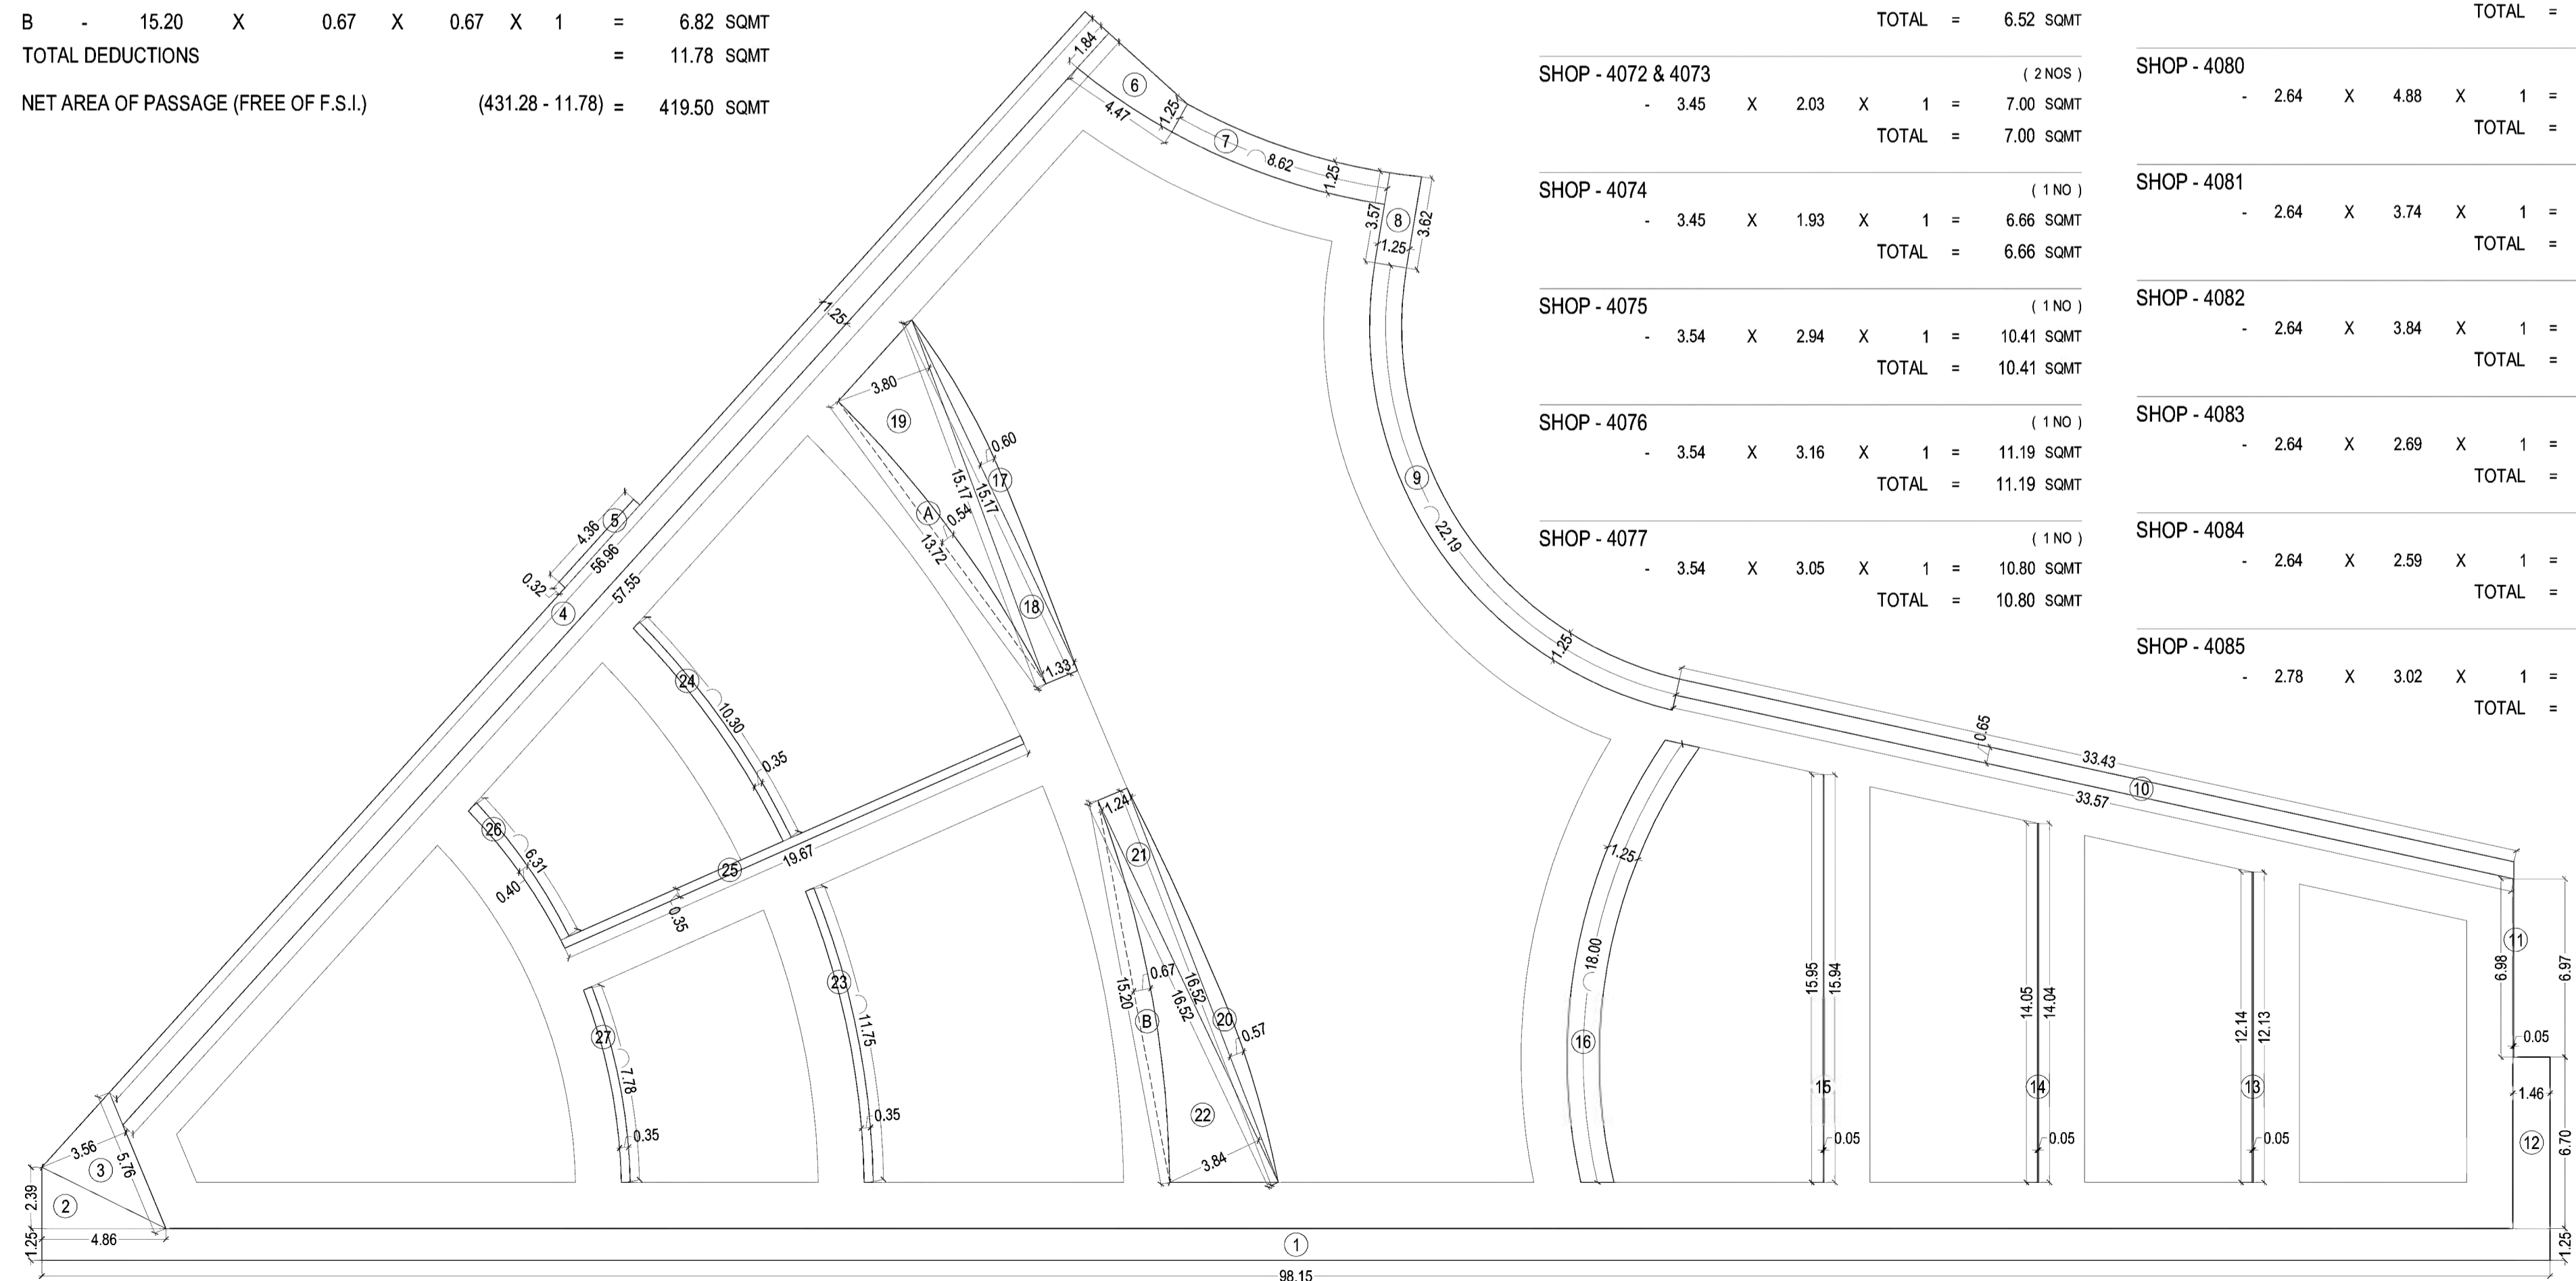 B - 15.20 X 0.67 X 0.67 X 1 = 6.82 SQMT
TOTAL DEDUCTIONS = 11.78 SQMT
NET AREA OF PASSAGE (FREE OF F.S.I.) (431.28 - 11.78) = 419.50 SQMT
TOTAL = 6.52 SQMT
SHOP - 4072 & 4073 ( 2 NOS )
- 3.45 X 2.03 X 1 = 7.00 SQMT
TOTAL = 7.00 SQMT
SHOP - 4074 ( 1 NO )
- 3.45 X 1.93 X 1 = 6.66 SQMT
TOTAL = 6.66 SQMT
SHOP - 4075 ( 1 NO )
- 3.54 X 2.94 X 1 = 10.41 SQMT
TOTAL = 10.41 SQMT
SHOP - 4076 ( 1 NO )
- 3.54 X 3.16 X 1 = 11.19 SQMT
TOTAL = 11.19 SQMT
SHOP - 4077 ( 1 NO )
- 3.54 X 3.05 X 1 = 10.80 SQMT
TOTAL = 10.80 SQMT
TOTAL =
SHOP - 4080
- 2.64 X 4.88 X 1 =
TOTAL =
SHOP - 4081
- 2.64 X 3.74 X 1 =
TOTAL =
SHOP - 4082
- 2.64 X 3.84 X 1 =
TOTAL =
SHOP - 4083
- 2.64 X 2.69 X 1 =
TOTAL =
SHOP - 4084
- 2.64 X 2.59 X 1 =
TOTAL =
SHOP - 4085
- 2.78 X 3.02 X 1 =
TOTAL =
1.84
6
4.47
1.25
7
8.62
1.25
3.57
8
3.62
1.25
1.25
3.80
19
0.60
17
15.17
15.17
A
0.54
13.72
18
1.33
9
22.19
1.25
5
4.36
56.96
0.32
4
57.55
24
10.30
0.35
26
6.31
0.40
25
19.67
0.35
0.65
33.43
10
33.57
1.24
21
0.67
15.20
16.52
16.52
B
20
0.57
22
3.84
23
11.75
0.35
27
7.78
0.35
1.25
18.00
16
15.95
15.94
15
0.05
14.05
14.04
14
0.05
12.14
12.13
13
0.05
11
6.98
6.97
0.05
1.46
12
6.70
3.56
3
5.76
2.39
2
4.86
1.25
1
1.25
98.15